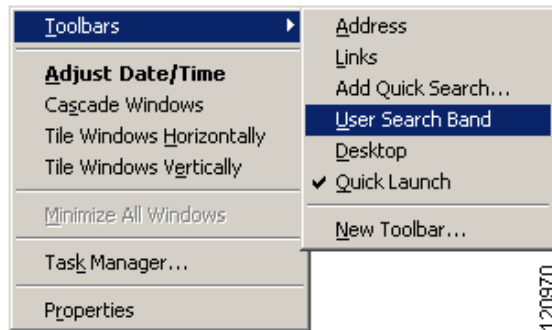 Toolbars
Adjust Date/Time
Cascade Windows
Tile Windows Horizontally
Tile Windows Vertically
Minimize All Windows
Task Manager...
Properties
Address
Links
Add Quick Search...
User Search Band
Desktop
Quick Launch
New Toolbar...
120970